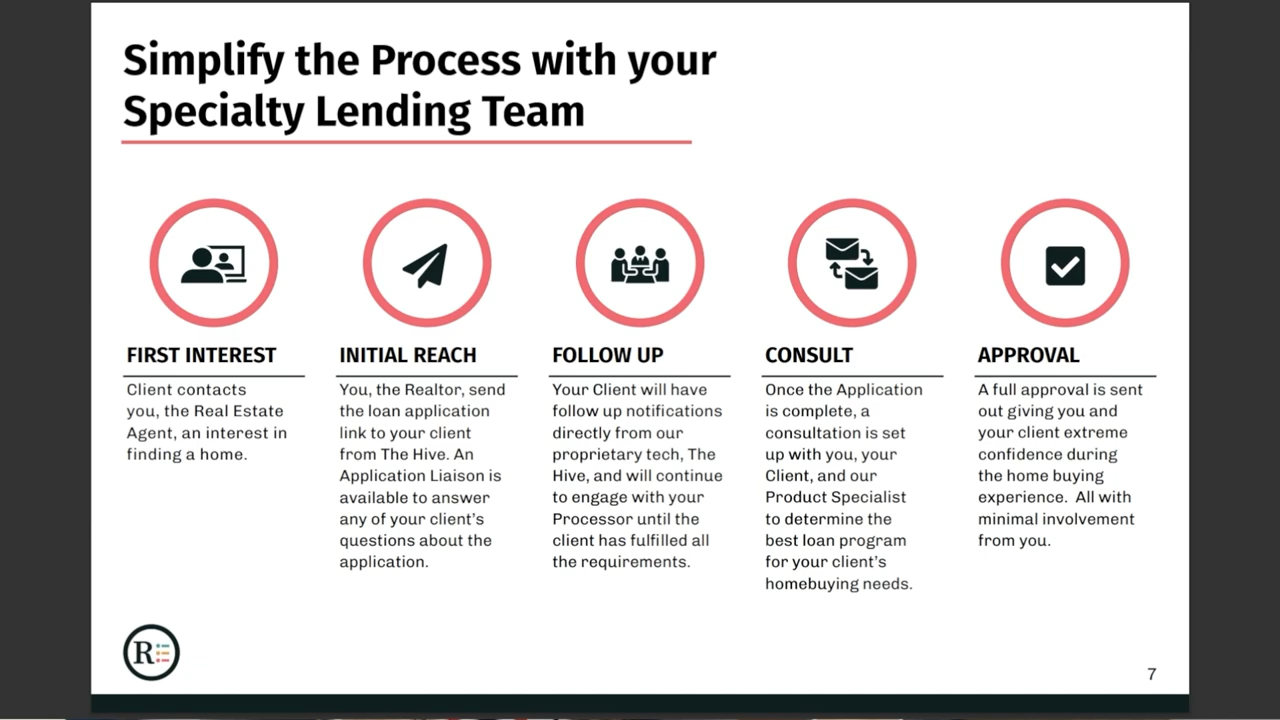 Simplify the Process with your
Specialty Lending Team
FIRST INTEREST
Client contacts
you, the Real Estate
Agent, an interest in
finding a home.
INITIAL REACH
You, the Realtor, send
the loan application
link to your client
from The Hive. An
Application Liaison is
available to answer
any of your client's
questions about the
application.
FOLLOW UP
Your Client will have
follow up notifications
directly from our
proprietary tech, The
Hive, and will continue
to engage with your
Processor until the
client has fulfilled all
the requirements.
CONSULT
Once the Application
is complete, a
consultation is set
up with you, your
Client, and our
Product Specialist
to determine the
best loan program
for your client's
homebuying needs.
APPROVAL
A full approval is sent
out giving you and
your client extreme
confidence during
the home buying
experience.  All with
minimal involvement
from you.
R
7